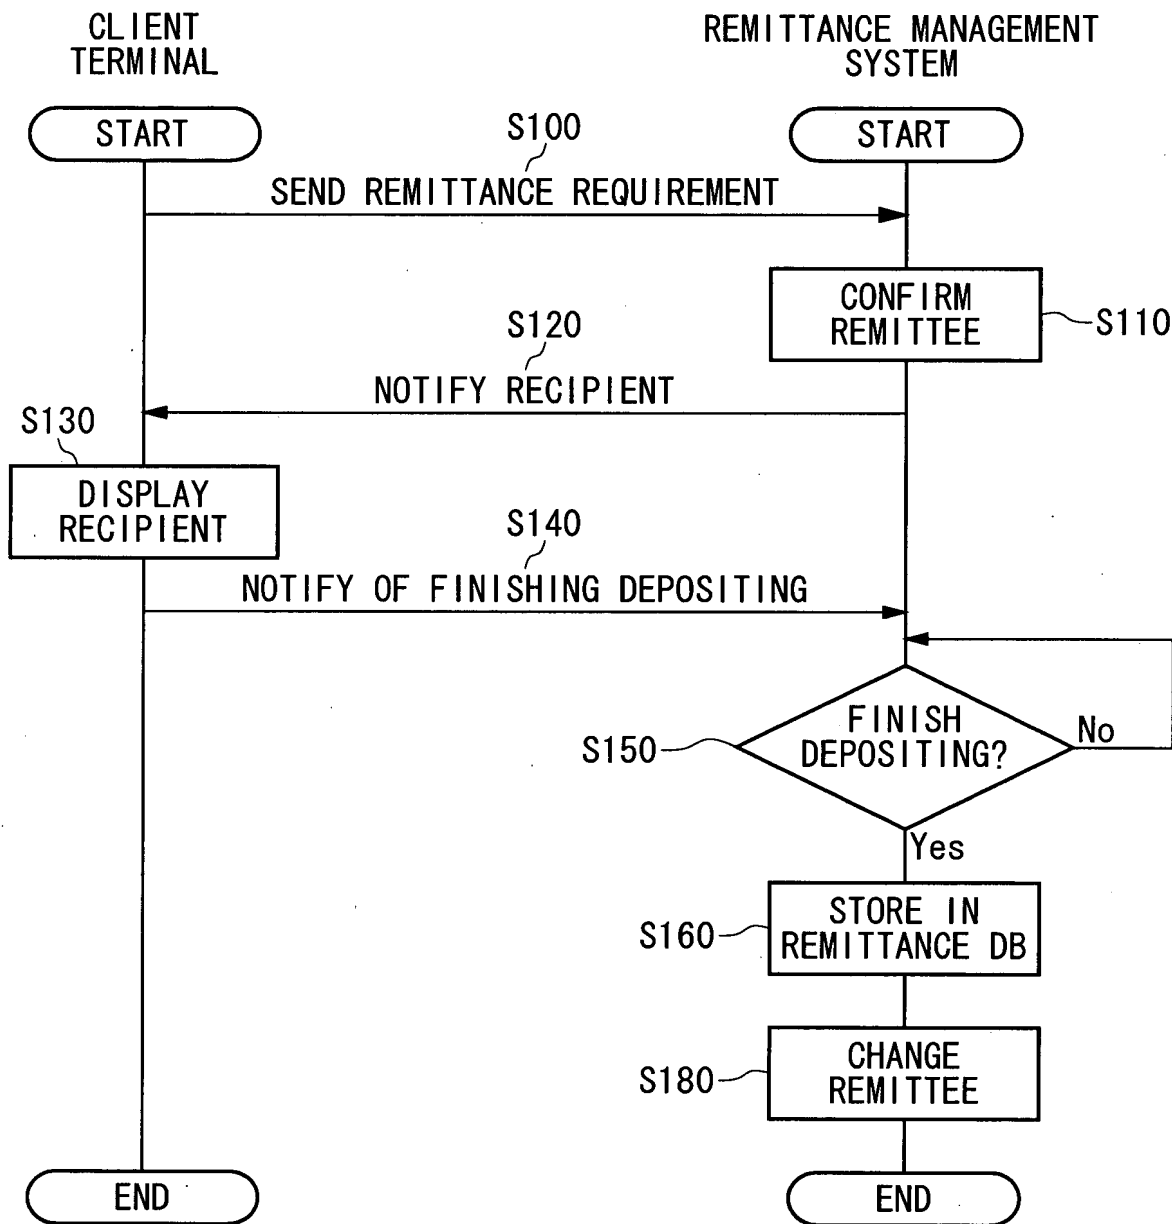 CLIENT
TERMINAL
REMITTANCE MANAGEMENT
SYSTEM
START
START
S100
SEND REMITTANCE REQUIREMENT
CONFIRM
REMITTEE
S110
S120
NOTIFY RECIPIENT
S130
DISPLAY
RECIPIENT
S140
NOTIFY OF FINISHING DEPOSITING
FINISH
DEPOSITING?
No
S150
Yes
STORE IN
REMITTANCE DB
S160
CHANGE
REMITTEE
S180
END
END